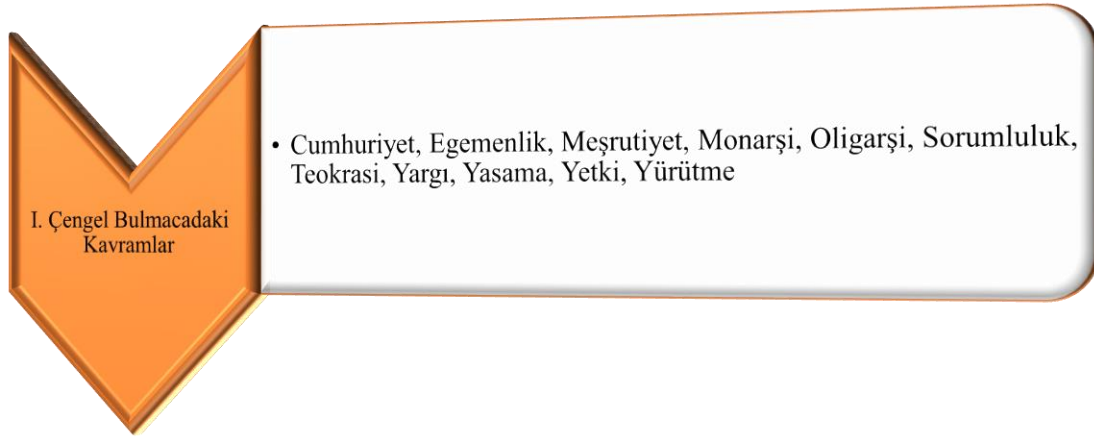 I. Çengel Bulmacadaki
Kavramlar
• Cumhuriyet, Egemenlik, Meşrutiyet, Monarşi, Oligarşi, Sorumluluk,
Teokrasi, Yargı, Yasama, Yetki, Yürütme